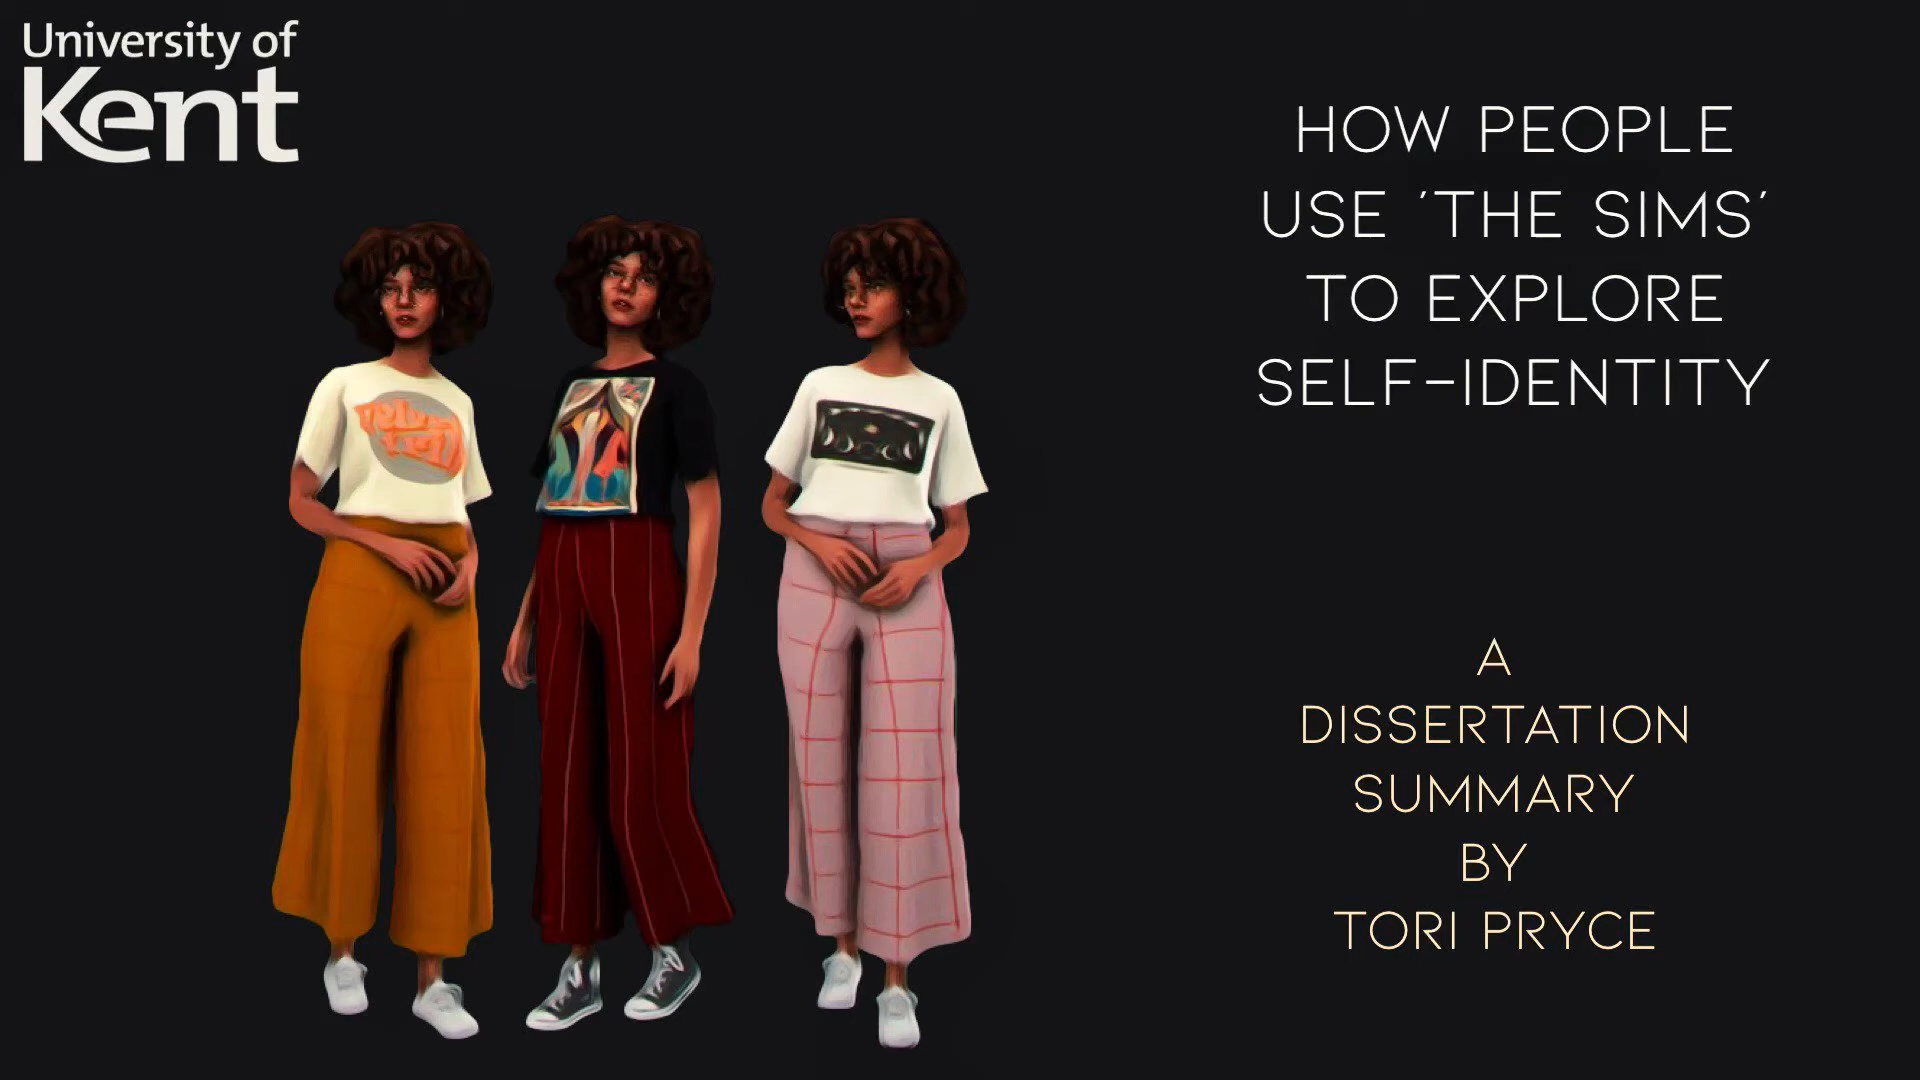 University of
Kent
HOW PEOPLE
USE 'THE SIMS'
TO EXPLORE
SELF-IDENTITY
A
DISSERTATION
SUMMARY
BY
TORI PRYCE